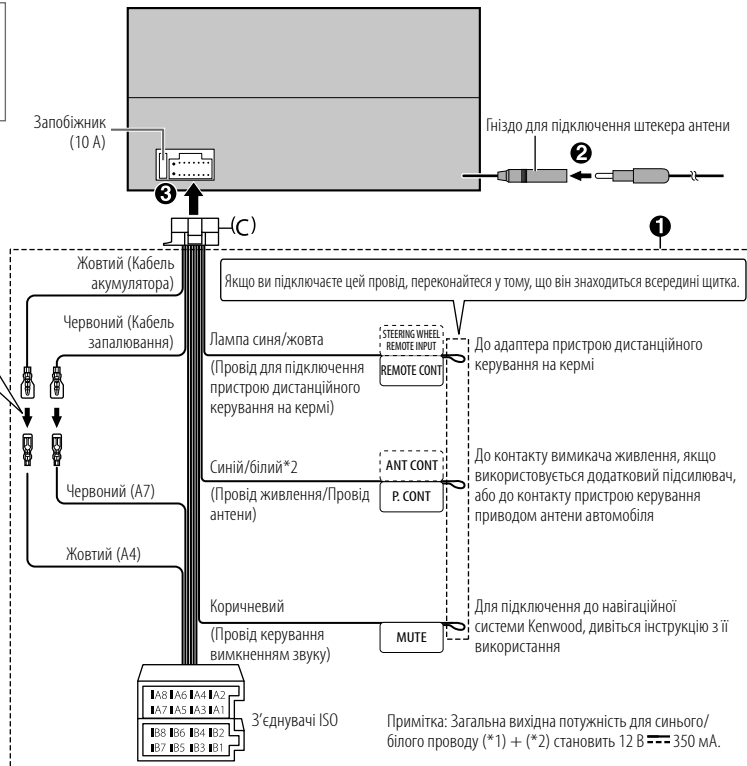 Запобіжник
(10 A)
Гніздо для підключення штекера антени
❷
❸
(C)
❶
Жовтий (Кабель
акумулятора)
Якщо ви підключаєте цей провід, переконайтеся у тому, що він знаходиться всередині щитка.
Червоний (Кабель
запалювання)
Лампа синя/жовта
(Провід для підключення
пристрою дистанційного
керування на кермі)
STEERING WHEEL
REMOTE INPUT
REMOTE CONT
До адаптера пристрою дистанційного
керування на кермі
Синій/білий*2
(Провід живлення/Провід
антени)
ANT CONT
P. CONT
До контакту вимикача живлення, якщо
використовується додатковий підсилювач,
або до контакту пристрою керування
приводом антени автомобіля
Червоний (A7)
Жовтий (A4)
Коричневий
(Провід керування
вимкненням звуку)
MUTE
Для підключення до навігаційної
системи Kenwood, дивіться інструкцію з її
використання
A8 A6 A4 A2
A7 A5 A3 A1
B8 B6 B4 B2
B7 B5 B3 B1
З’єднувачі ISO
Примітка: Загальна вихідна потужність для синього/
білого проводу (*1) + (*2) становить 12 В ⎓ 350 мА.